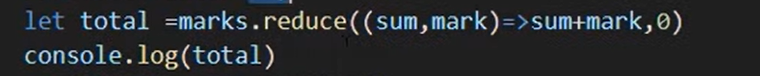 let total =marks.reduce((sum,mark)=>sum+mark,0)
console.log(total)